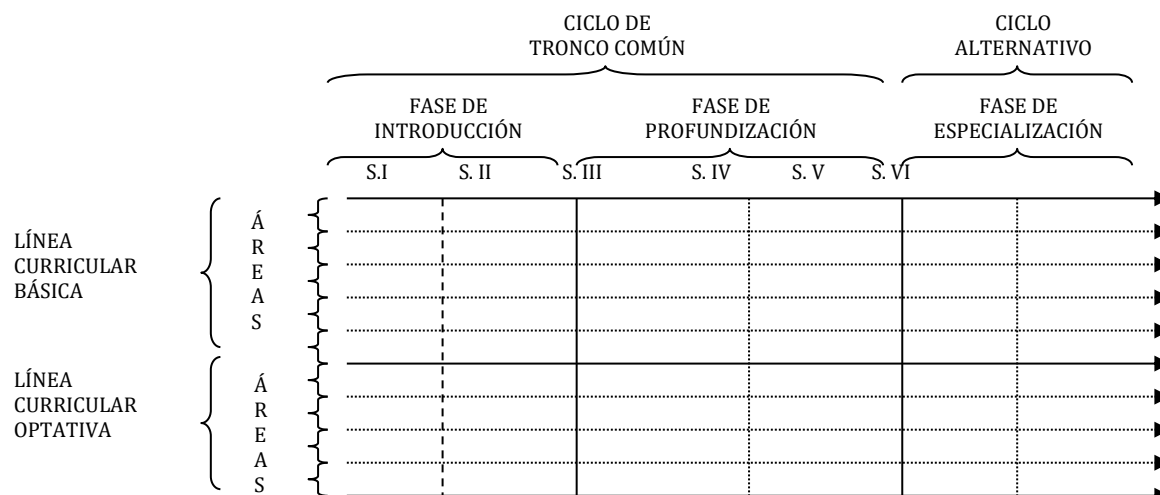 CICLO DE
TRONCO COMÚN
CICLO
ALTERNATIVO
FASE DE
INTRODUCCIÓN
FASE DE
PROFUNDIZACIÓN
FASE DE
ESPECIALIZACIÓN
S.I S. II S. III S. IV S. V S. VI
LÍNEA
CURRICULAR
BÁSICA
Á
R
E
A
S
LÍNEA
CURRICULAR
OPTATIVA
Á
R
E
A
S